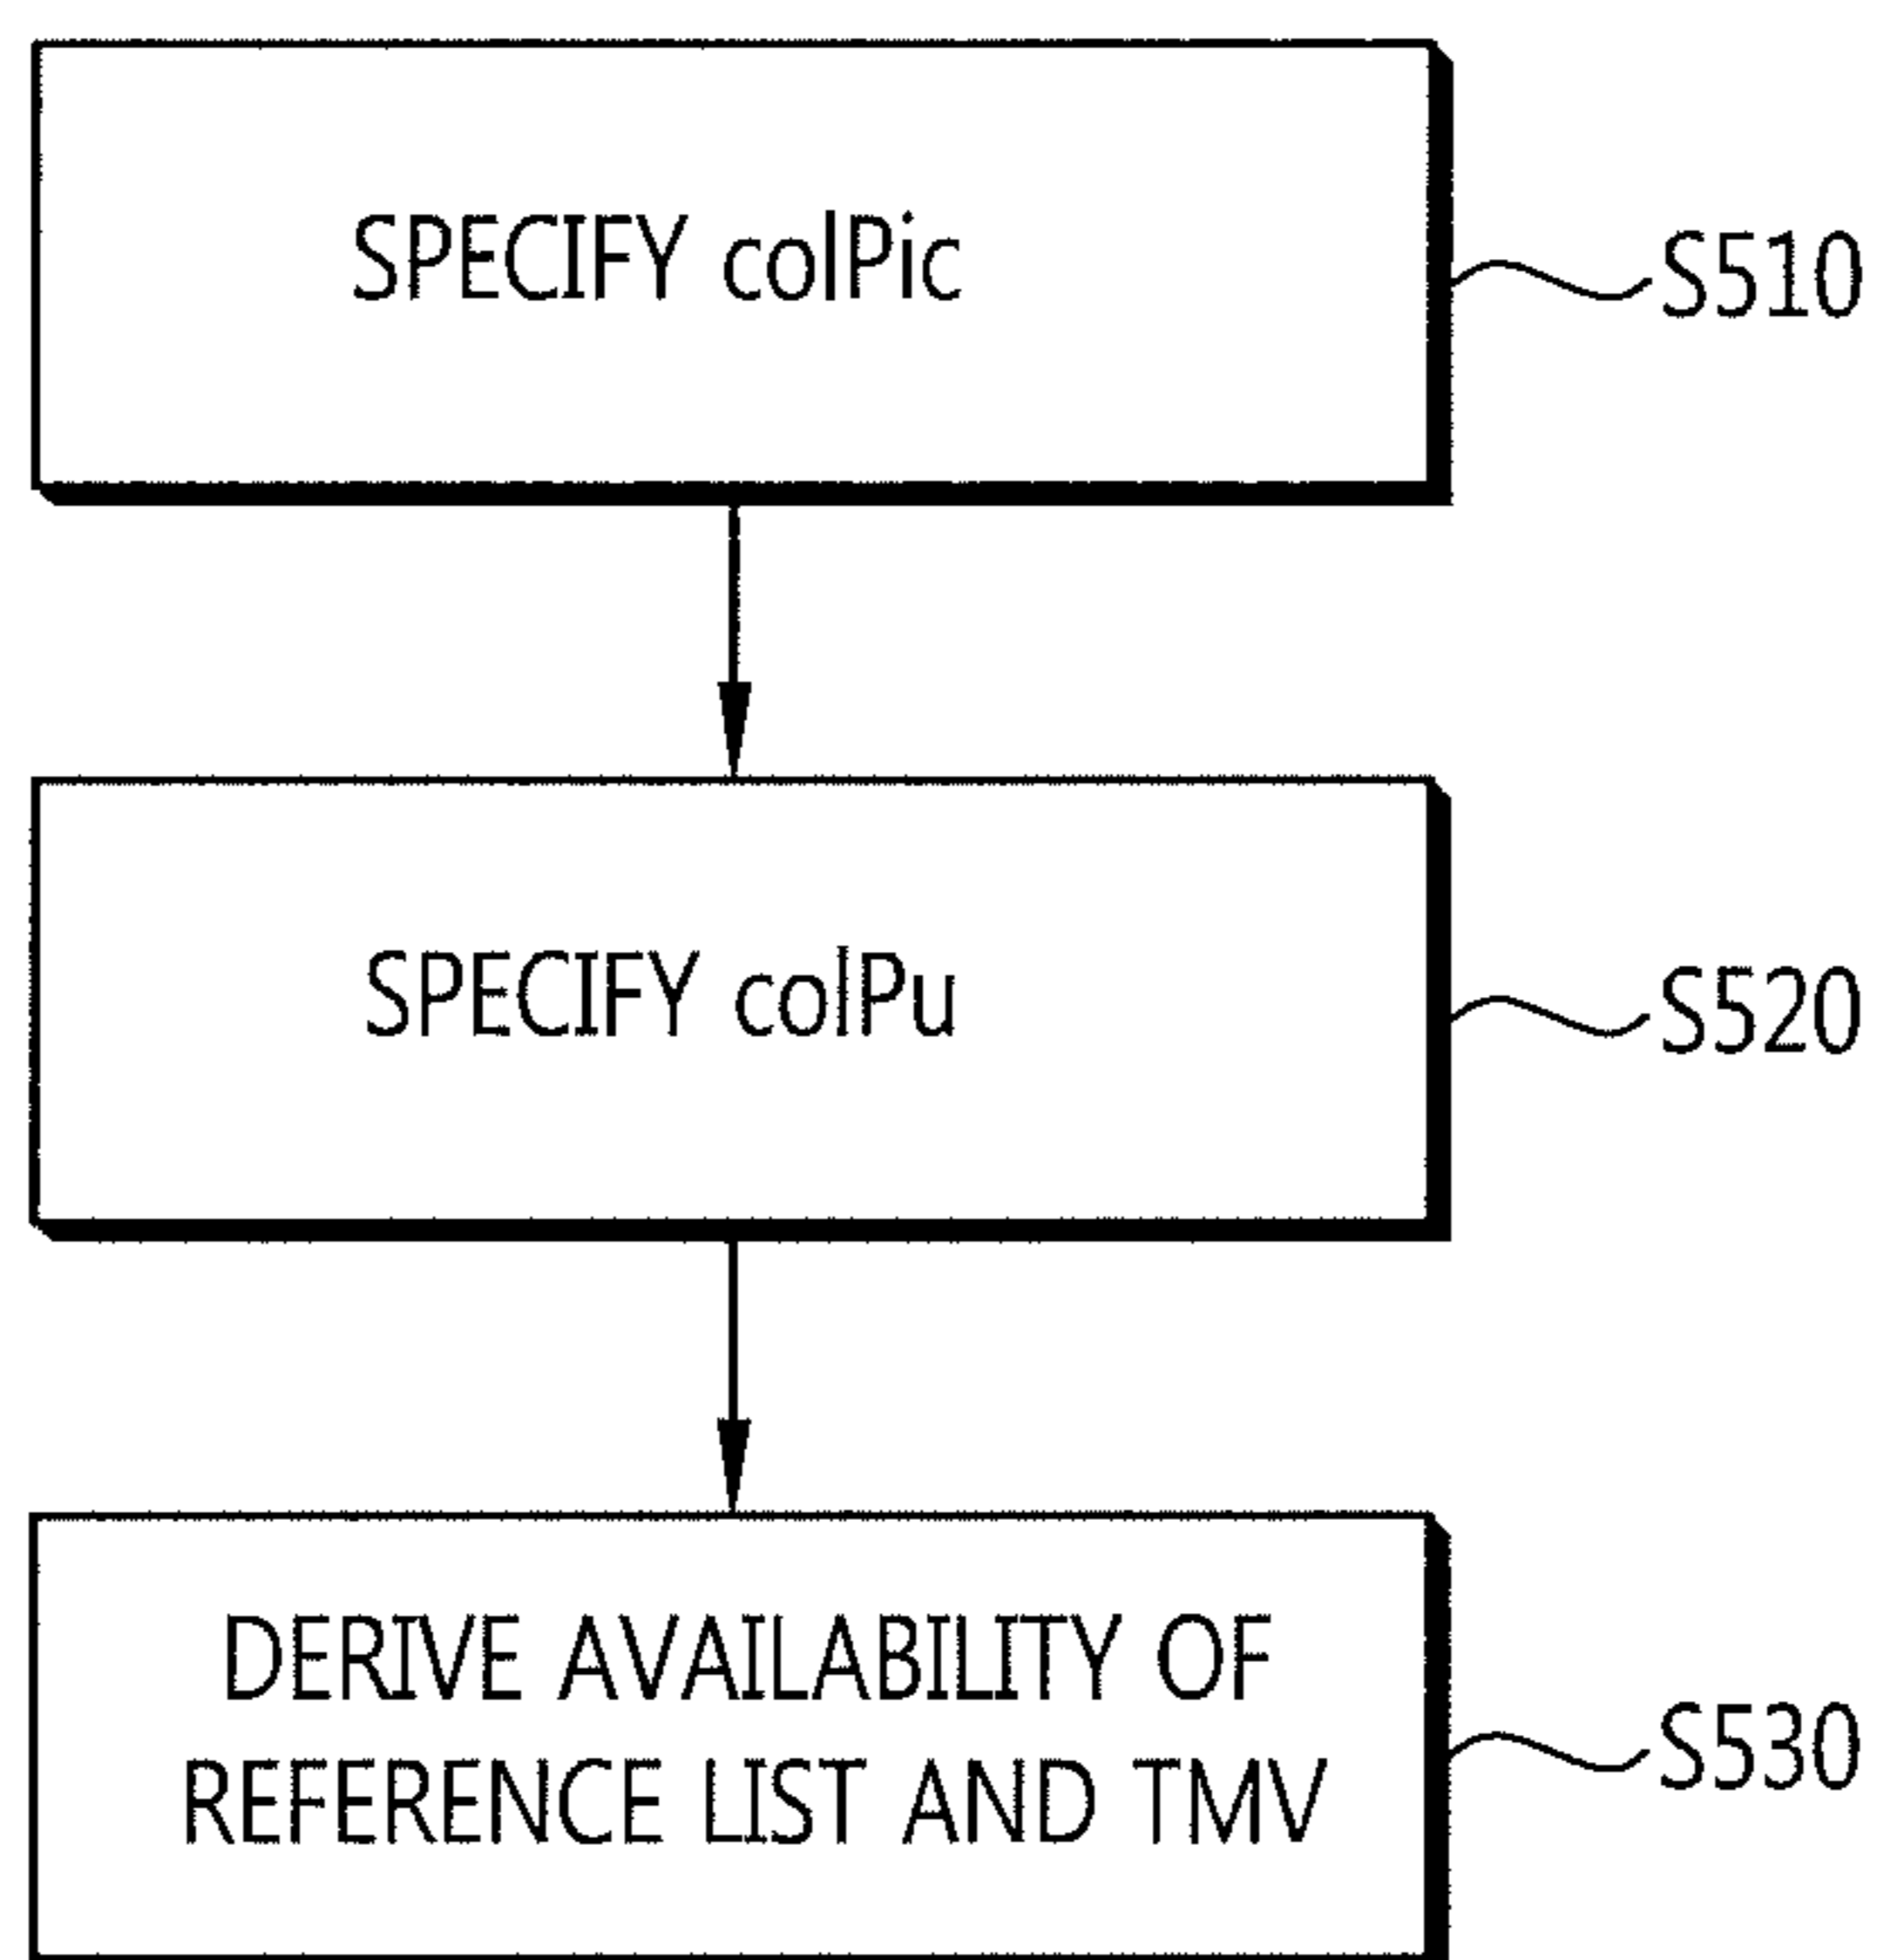 SPECIFY colPic
S510
SPECIFY colPu
S520
DERIVE AVAILABILITY OF
REFERENCE LIST AND TMV
S530